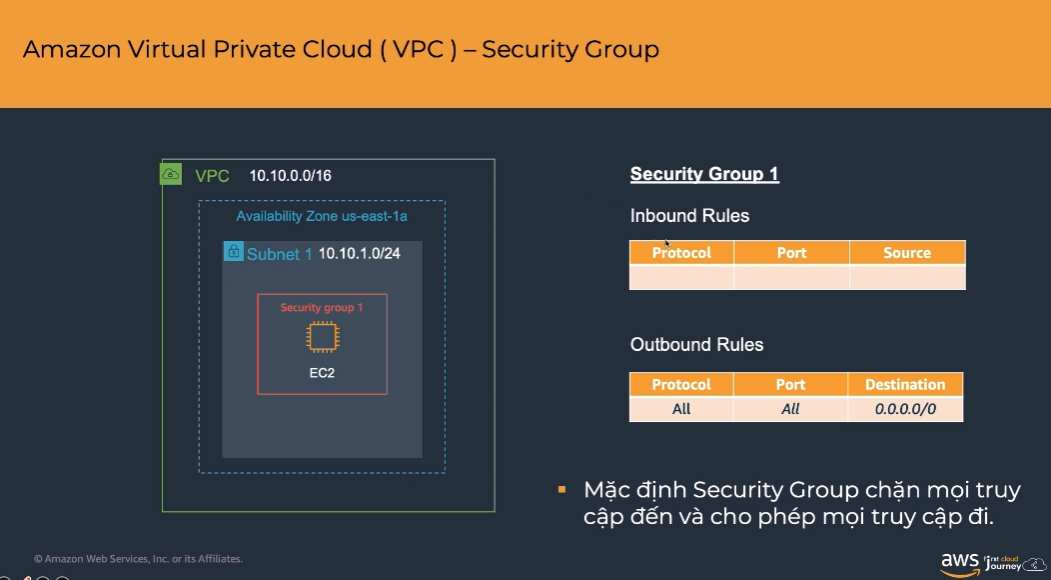 Amazon Virtual Private Cloud ( VPC ) – Security Group
VPC 10.10.0.0/16
Availability Zone us-east-1a
Subnet 1 10.10.1.0/24
Security group 1
EC2
Security Group 1
Inbound Rules
Protocol Port Source
Outbound Rules
Protocol Port Destination
All All 0.0.0.0/0
Mặc định Security Group chặn mọi truy
cập đến và cho phép mọi truy cập đi.
© Amazon Web Services, Inc. or its Affiliates.
aws first cloud
Journey